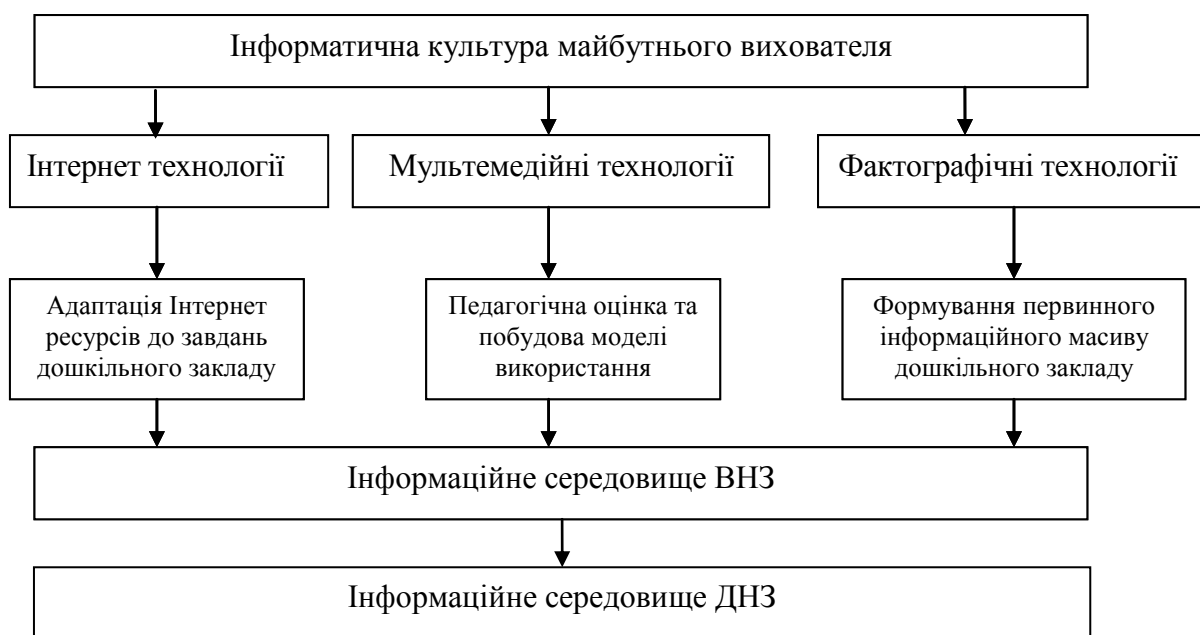 Інформатична культура майбутнього вихователя
Інтернет технології
Мультемедійні технології
Фактографічні технології
Адаптація Інтернет
ресурсів до завдань
дошкільного закладу
Педагогічна оцінка та
побудова моделі
використання
Формування первинного
інформаційного масиву
дошкільного закладу
Інформаційне середовище ВНЗ
Інформаційне середовище ДНЗ